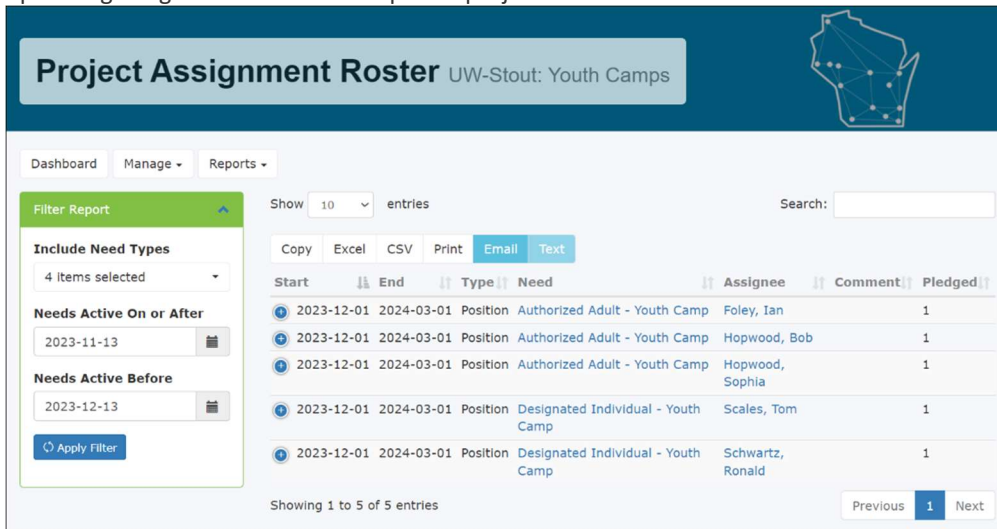 Project Assignment Roster UW-Stout: Youth Camps
Dashboard Manage Reports
Filter Report
Include Need Types
4 items selected
Needs Active On or After
2023-11-13
Needs Active Before
2023-12-13
Apply Filter
Show 10 entries Search:
Copy Excel CSV Print Email Text
Start End Type Need Assignee Comment Pledged
2023-12-01 2024-03-01 Position Authorized Adult - Youth Camp Foley, Ian 1
2023-12-01 2024-03-01 Position Authorized Adult - Youth Camp Hopwood, Bob 1
2023-12-01 2024-03-01 Position Authorized Adult - Youth Camp Hopwood, 1
Sophia
2023-12-01 2024-03-01 Position Designated Individual - Youth Scales, Tom 1
Camp
2023-12-01 2024-03-01 Position Designated Individual - Youth Schwartz, 1
Camp Ronald
Showing 1 to 5 of 5 entries Previous 1 Next